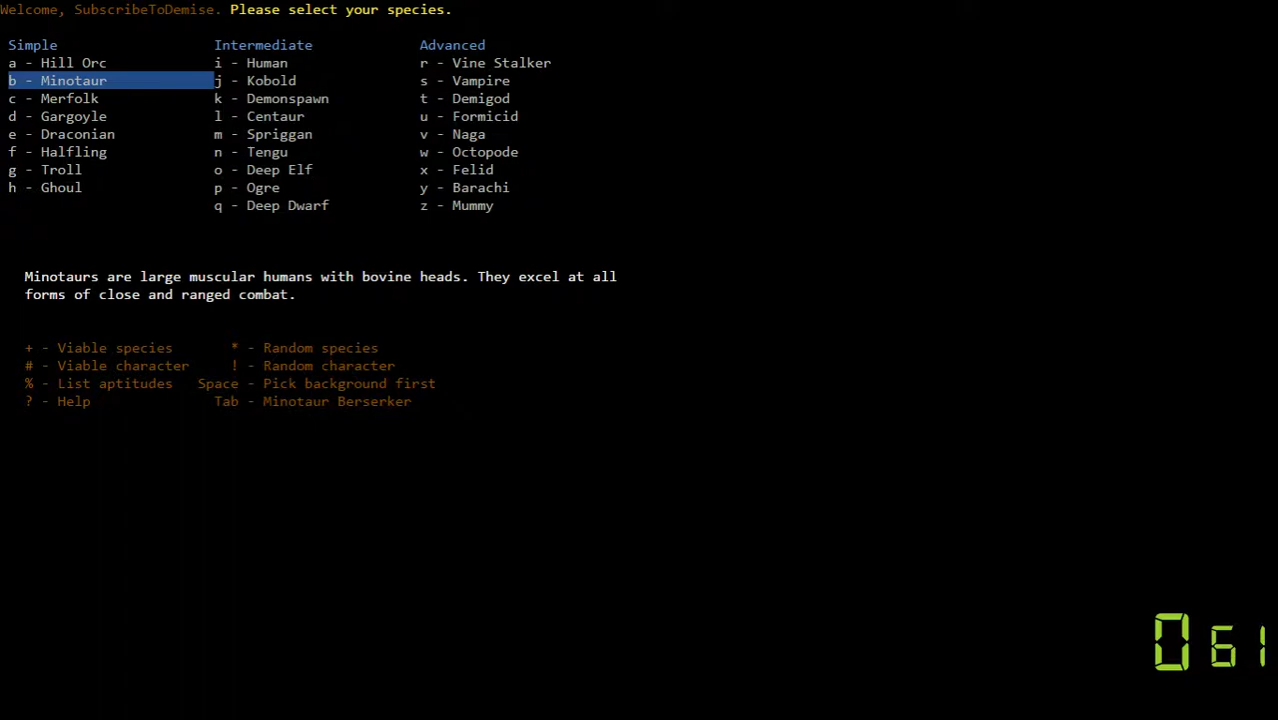 Welcome, SubscribeToDemise. Please select your species.
Simple Intermediate Advanced
a - Hill Orc i - Human r - Vine Stalker
b - Minotaur j - Kobold s - Vampire
c - Merfolk k - Demonspawn t - Demigod
d - Gargoyle l - Centaur u - Formicid
e - Draconian m - Spriggan v - Naga
f - Halfling n - Tengu w - Octopode
g - Troll o - Deep Elf x - Felid
h - Ghoul p - Ogre y - Barachi
q - Deep Dwarf z - Mummy
Minotaurs are large muscular humans with bovine heads. They excel at all
forms of close and ranged combat.
+ - Viable species * - Random species
# - Viable character ! - Random character
% - List aptitudes Space - Pick background first
? - Help Tab - Minotaur Berserker
0 61